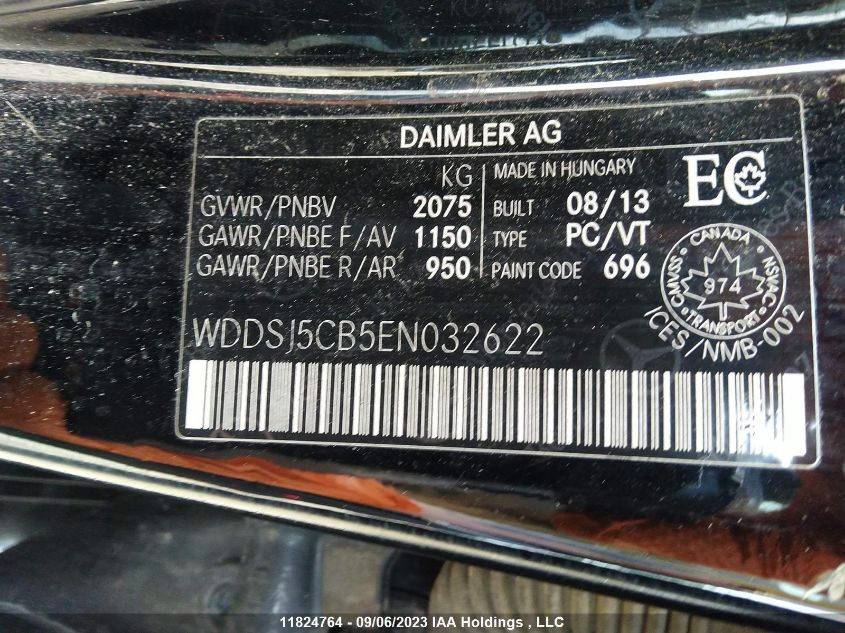 DAIMLER AG
KG
GVWR/PNBV 2075
GAWR/PNBE F/AV 1150
GAWR/PNBE R/AR 950
MADE IN HUNGARY
BUILT 08/13
TYPE PC/VT
PAINT CODE 696
EC
CANADA
CMVSS
974
NSVAC
TRANSPORT
ICES/NMB-002
WDDSJ5CB5EN032622
11824764 - 09/06/2023 IAA Holdings , LLC